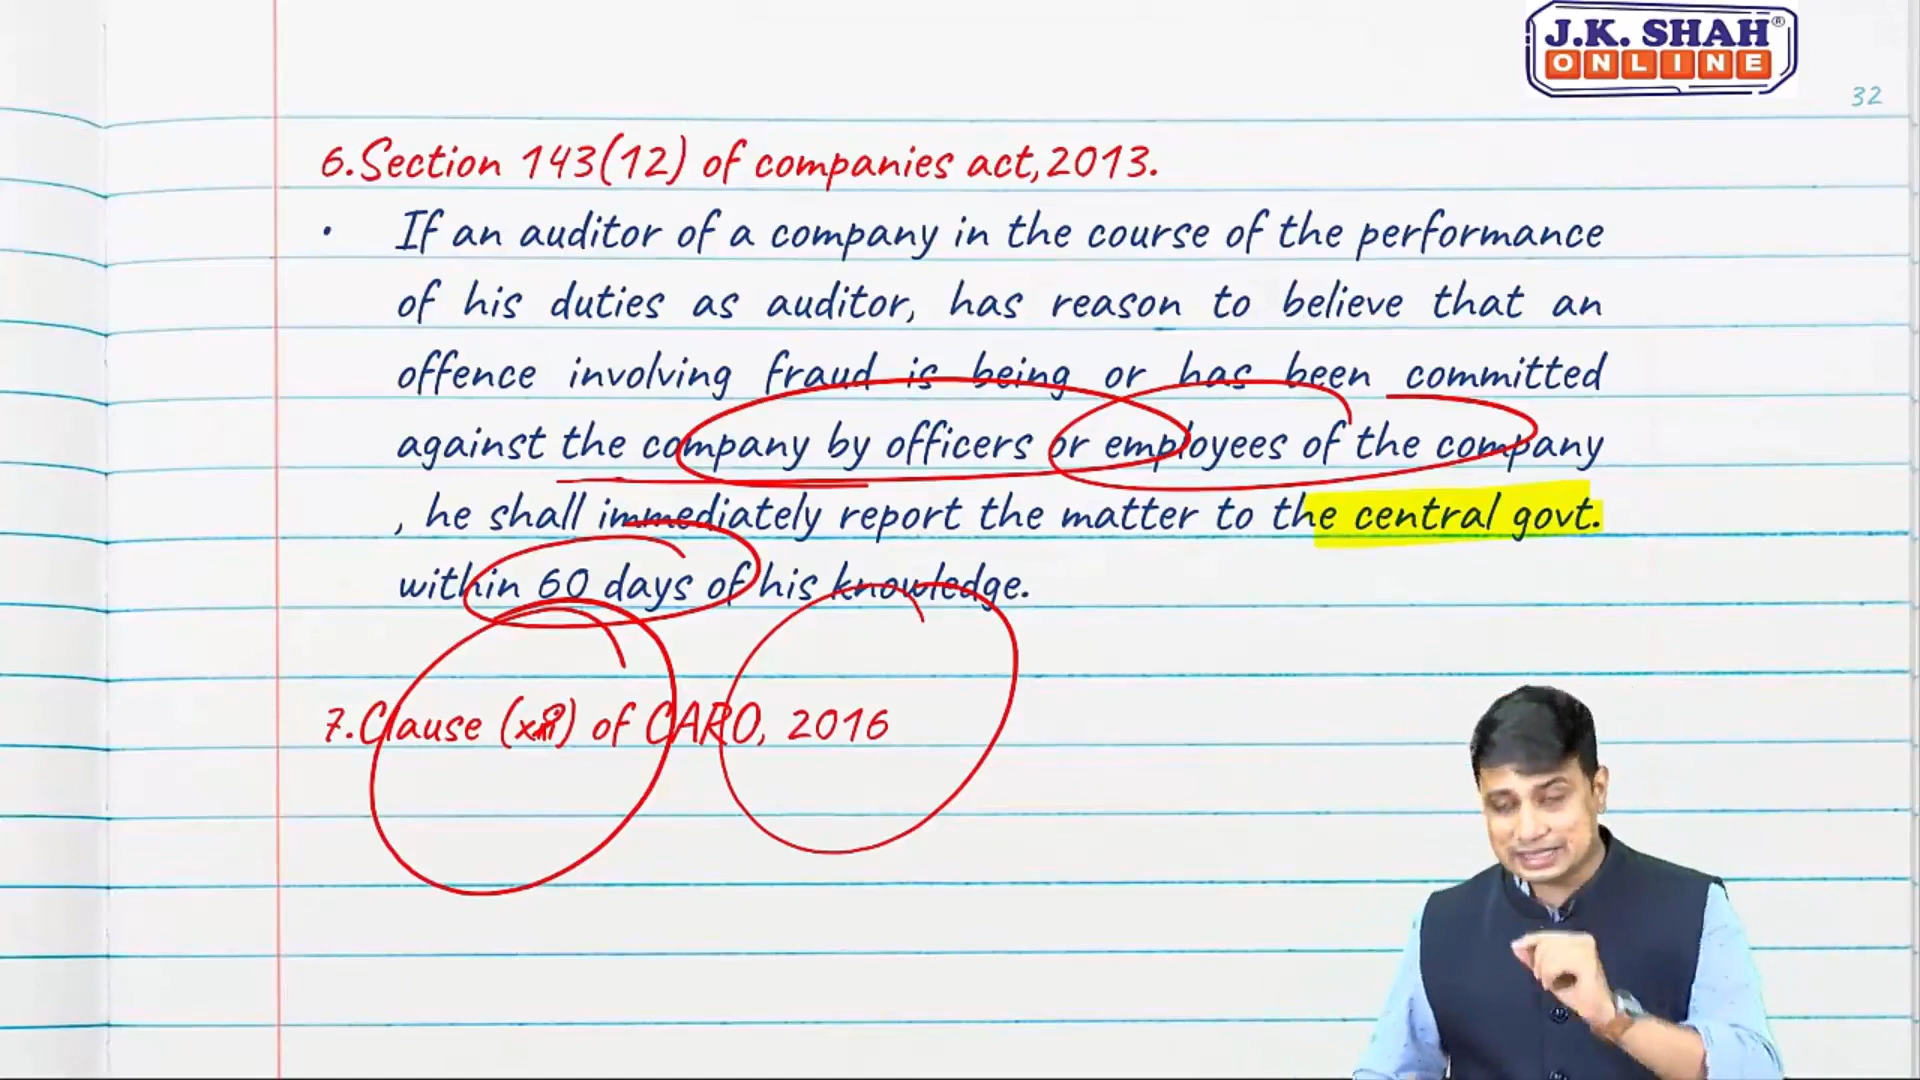 J.K. SHAH®
ONLINE
32
6.Section 143(12) of companies act,2013.
• If an auditor of a company in the course of the performance
of his duties as auditor, has reason to believe that an
offence involving fraud is being or has been committed
against the company by officers or employees of the company
, he shall immediately report the matter to the central govt.
within 60 days of his knowledge.
7.Clause of CARO, 2016